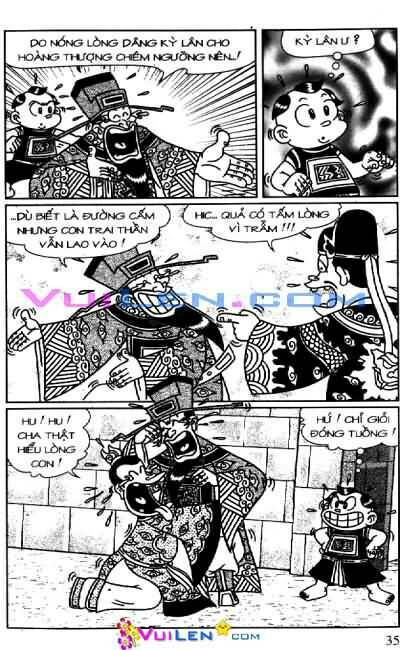 DO NÓNG LÒNG DÂNG KỲ LÂN CHO
HOÀNG THƯỢNG CHIÊM NGƯỠNG NÊN..!
KỲ LÂN Ư ?
...DÙ BIẾT LÀ ĐƯỜNG CẤM
NHƯNG CON TRAI THẦN
VẪN LAO VÀO !
HIC... QUẢ CÓ TẤM LÒNG
VÌ TRẪM !!!
VUILEN.COM
HU ! HU !
CHA THẬT
HIỂU LÒNG
CON !
HỨ ! CHỈ GIỎI
ĐÓNG TUỒNG !
35
VUILEN.COM